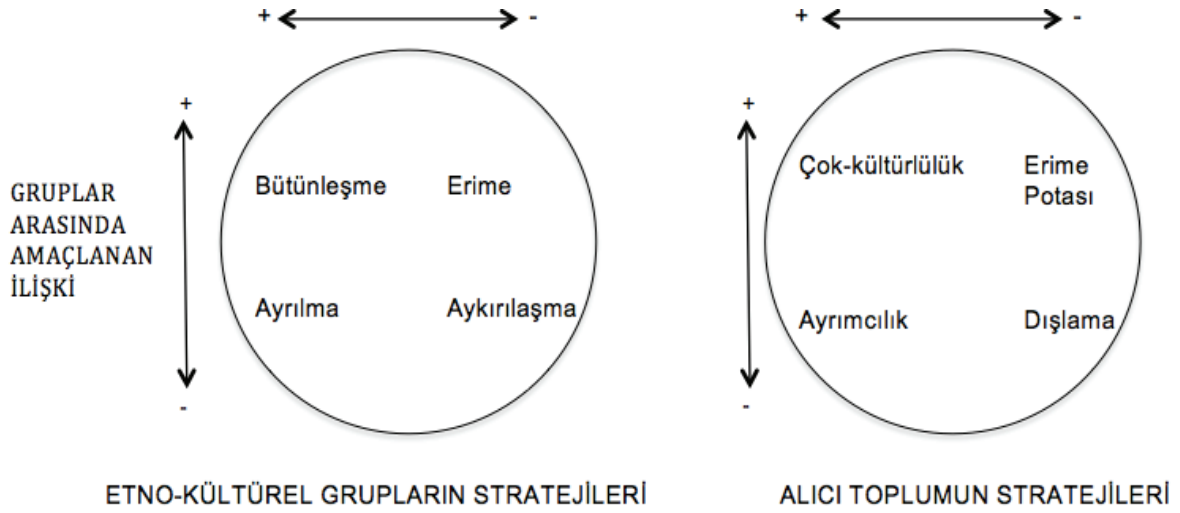 + -
+ -
+
+
GRUPLAR
ARASINDA
AMAÇLANAN
İLİŞKİ
Bütünleşme Erime
Ayrılma Aykırılaşma
Çok-kültürlülük Erime
Potası
Ayrımcılık Dışlama
-
-
ETNO-KÜLTÜREL GRUPLARIN STRATEJİLERİ
ALICI TOPLUMUN STRATEJİLERİ